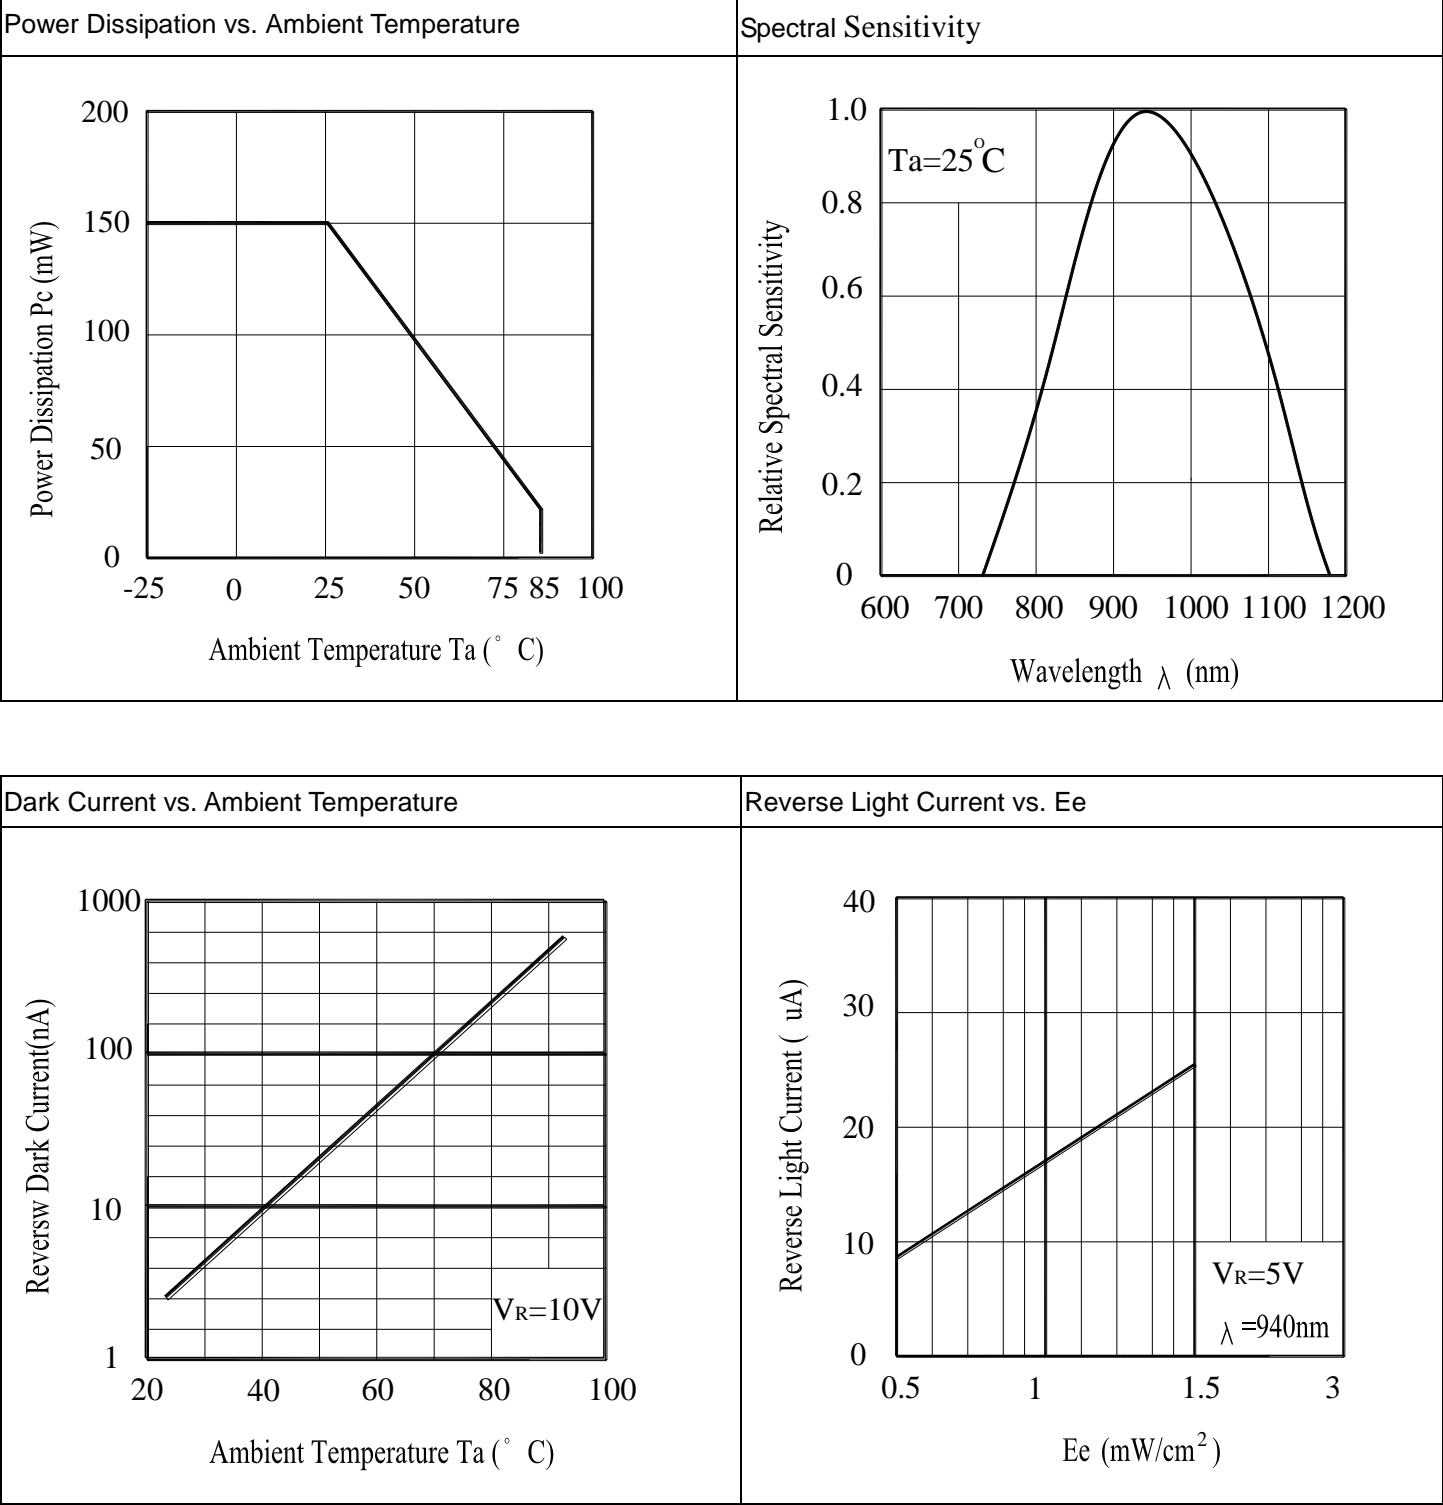 Power Dissipation vs. Ambient Temperature
200
150
100
50
0
-25 0 25 50 75 85 100
Power Dissipation Pc (mW)
Ambient Temperature Ta (° C)
Spectral Sensitivity
Ta=25°C
1.0
0.8
0.6
0.4
0.2
0
600 700 800 900 1000 1100 1200
Relative Spectral Sensitivity
Wavelength λ (nm)
Dark Current vs. Ambient Temperature
1000
100
10
1
20 40 60 80 100
Reversw Dark Current(nA)
VR=10V
Ambient Temperature Ta (° C)
Reverse Light Current vs. Ee
40
30
20
10
0
0.5 1 1.5 3
Reverse Light Current ( uA)
VR=5V
λ =940nm
Ee (mW/cm²)